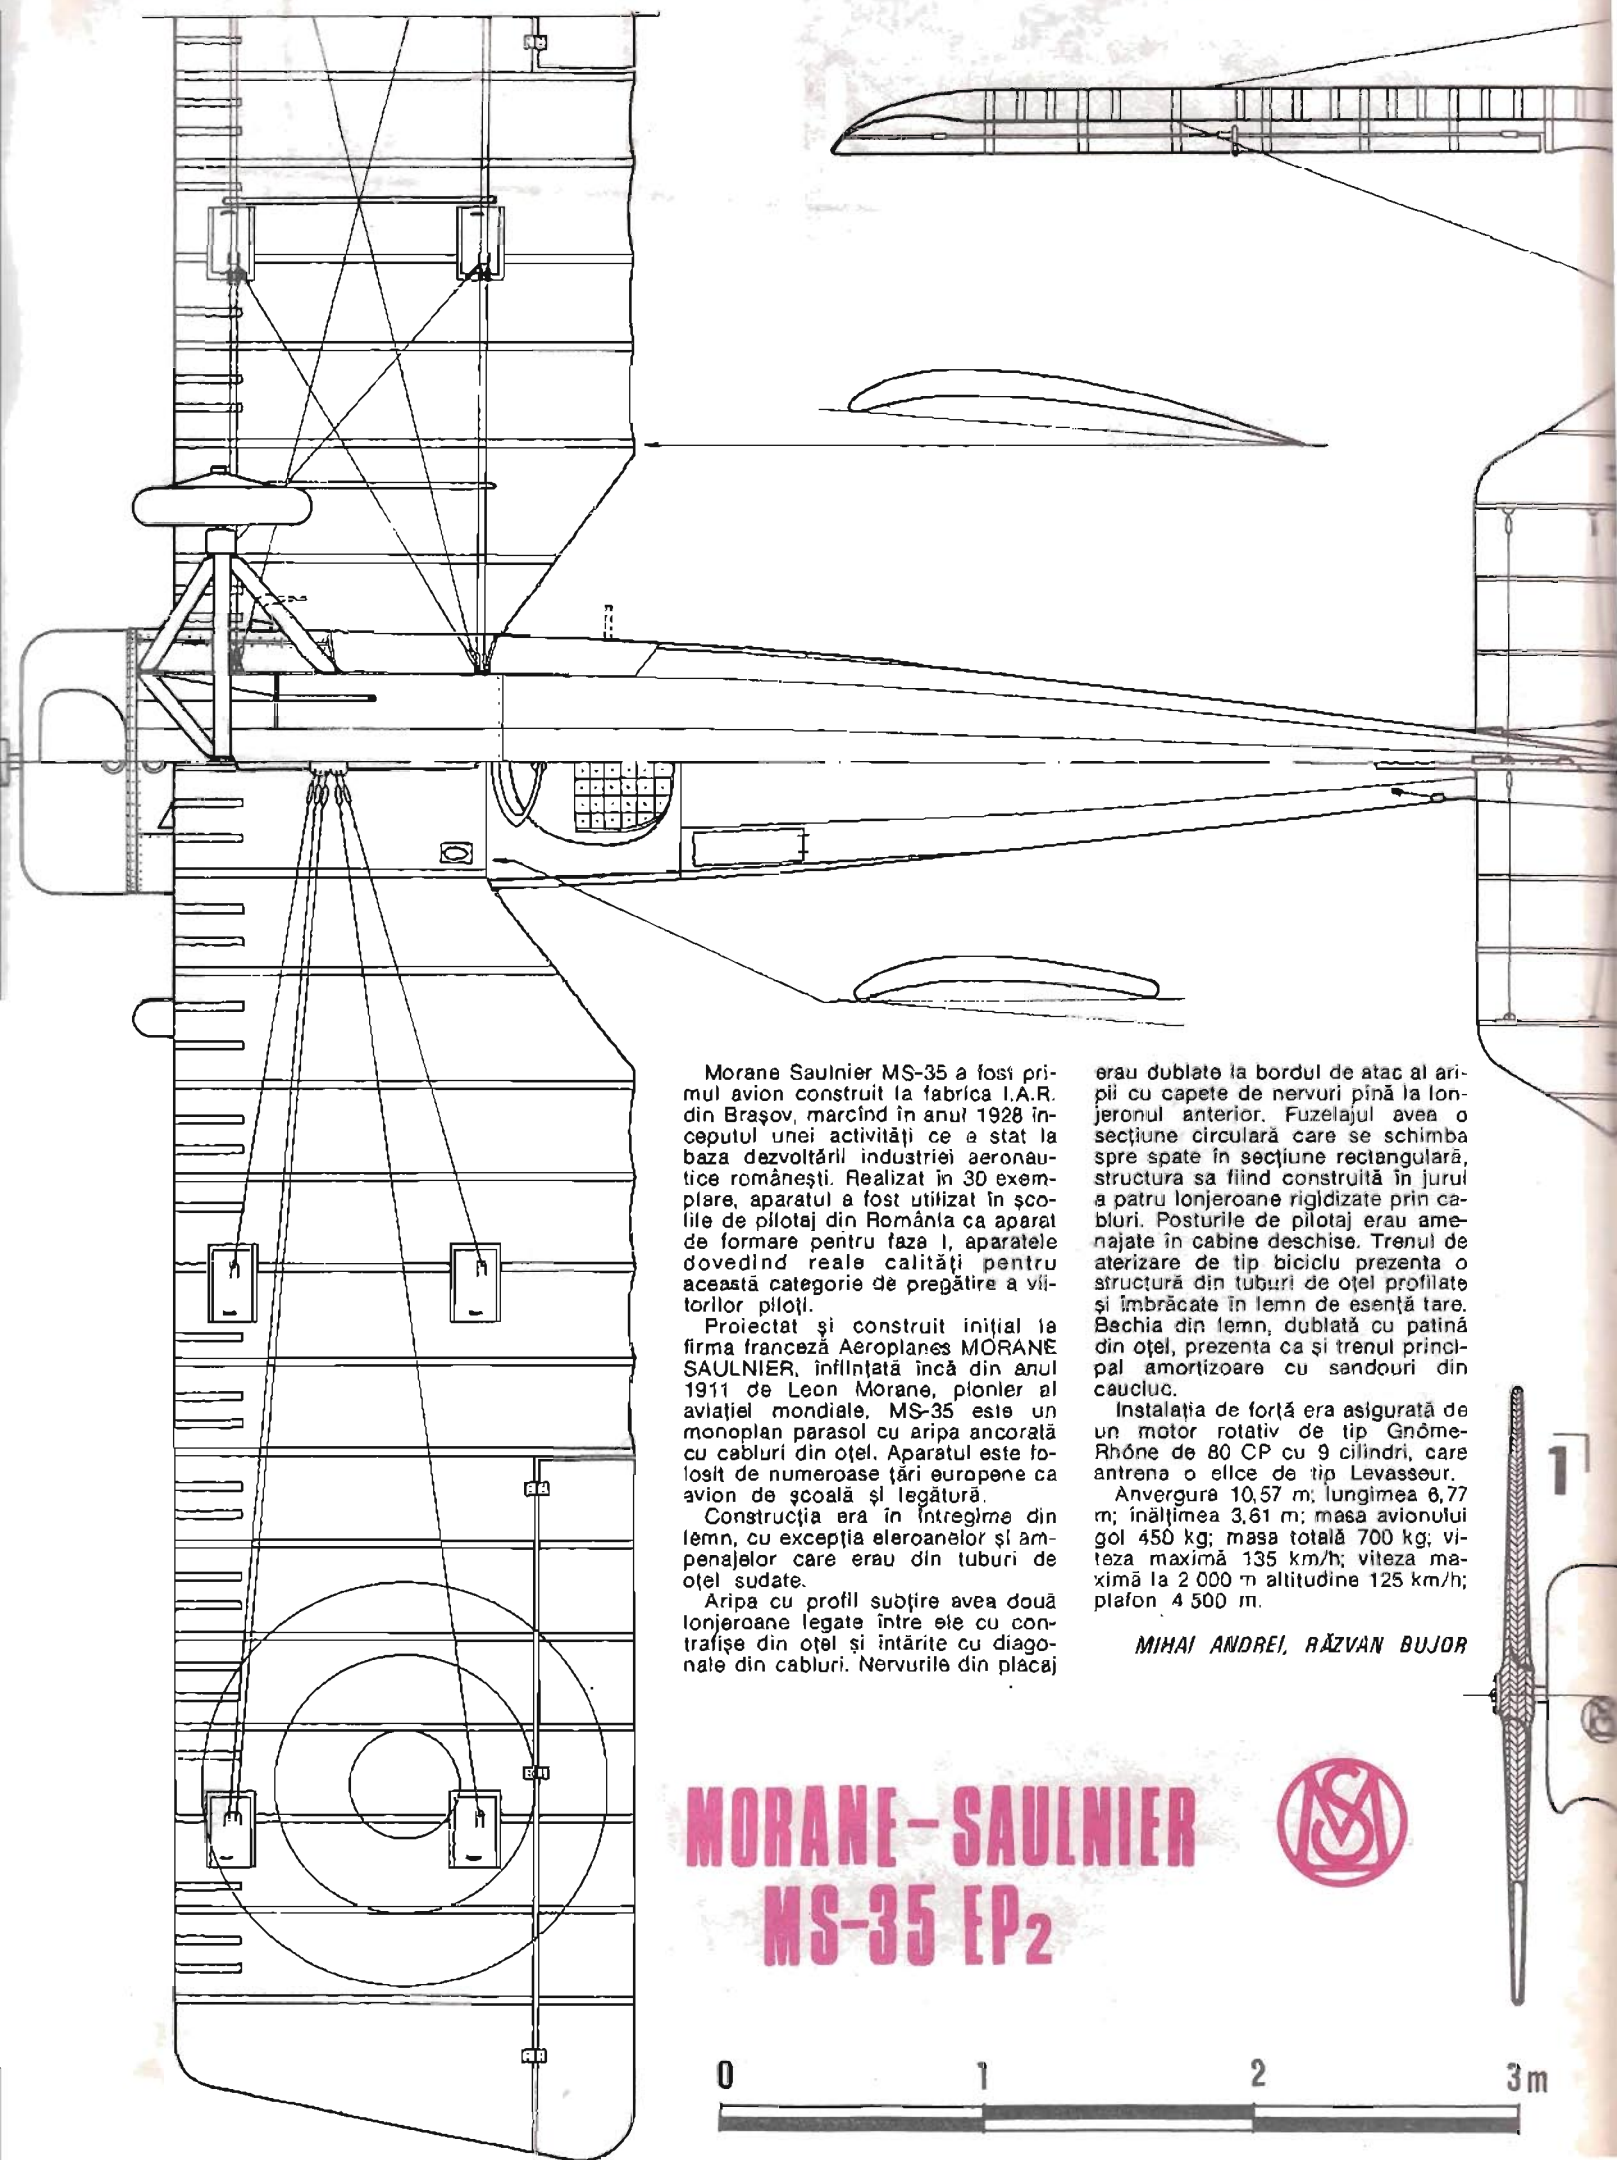 Morane Saulnier MS-35 a fost pri-
mul avion construit la fabrica I.A.R.
din Brașov, marcînd în anul 1928 în-
ceputul unei activități ce a stat la
baza dezvoltării industriei aeronau-
tice românești. Realizat în 30 exem-
plare, aparatul a fost utilizat în șco-
lile de pilotaj din România ca aparat
de formare pentru faza I, aparatele
dovedind reale calități pentru
această categorie de pregătire a vii-
torilor piloți.
Proiectat și construit inițial la
firma franceză Aeroplanes MORANE
SAULNIER, înființată încă din anul
1911 de Leon Morane, pionier al
aviației mondiale, MS-35 este un
monoplan parasol cu aripa ancorată
cu cabluri din oțel. Aparatul este fo-
losit de numeroase țări europene ca
avion de școală și legătură.
Construcția era în întregime din
lemn, cu excepția eleroanelor și am-
penajelor care erau din tuburi de
oțel sudate.
Aripa cu profil subțire avea două
lonjeroane legate între ele cu con-
trafișe din oțel și întărite cu diago-
nale din cabluri. Nervurile din placaj
erau dublate la bordul de atac al ari-
pii cu capete de nervuri pînă la lon-
jeronul anterior. Fuzelajul avea o
secțiune circulară care se schimba
spre spate în secțiune rectangulară,
structura sa fiind construită în jurul
a patru lonjeroane rigidizate prin ca-
bluri. Posturile de pilotaj erau ame-
najate în cabine deschise. Trenul de
aterizare de tip biciclu prezenta o
structură din tuburi de oțel profilate
și îmbrăcate în lemn de esență tare.
Bechia din lemn, dublată cu patină
din oțel, prezenta ca și trenul princi-
pal amortizoare cu sandouri din
cauciuc.
Instalația de forță era asigurată de
un motor rotativ de tip Gnôme-
Rhône de 80 CP cu 9 cilindri, care
antrena o elice de tip Levasseur.
Anvergura 10,57 m; lungimea 6,77
m; înălțimea 3,61 m; masa avionului
gol 450 kg; masa totală 700 kg; vi-
teza maximă 135 km/h; viteza ma-
ximă la 2 000 m altitudine 125 km/h;
plafon 4 500 m.
MIHAI ANDREI, RĂZVAN BUJOR
1
MORANE-SAULNIER
MS-35 EP2
MS
0 1 2 3 m